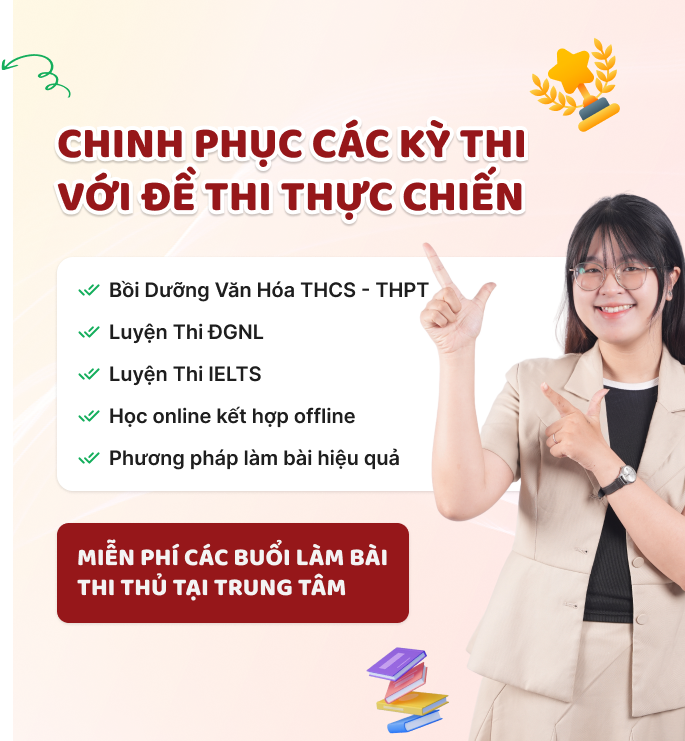 CHINH PHỤC CÁC KỲ THI
VỚI ĐỀ THI THỰC CHIẾN
Bồi Dưỡng Văn Hóa THCS - THPT
Luyện Thi ĐGNL
Luyện Thi IELTS
Học online kết hợp offline
Phương pháp làm bài hiệu quả
MIỄN PHÍ CÁC BUỔI LÀM BÀI
THI THỦ TẠI TRUNG TÂM